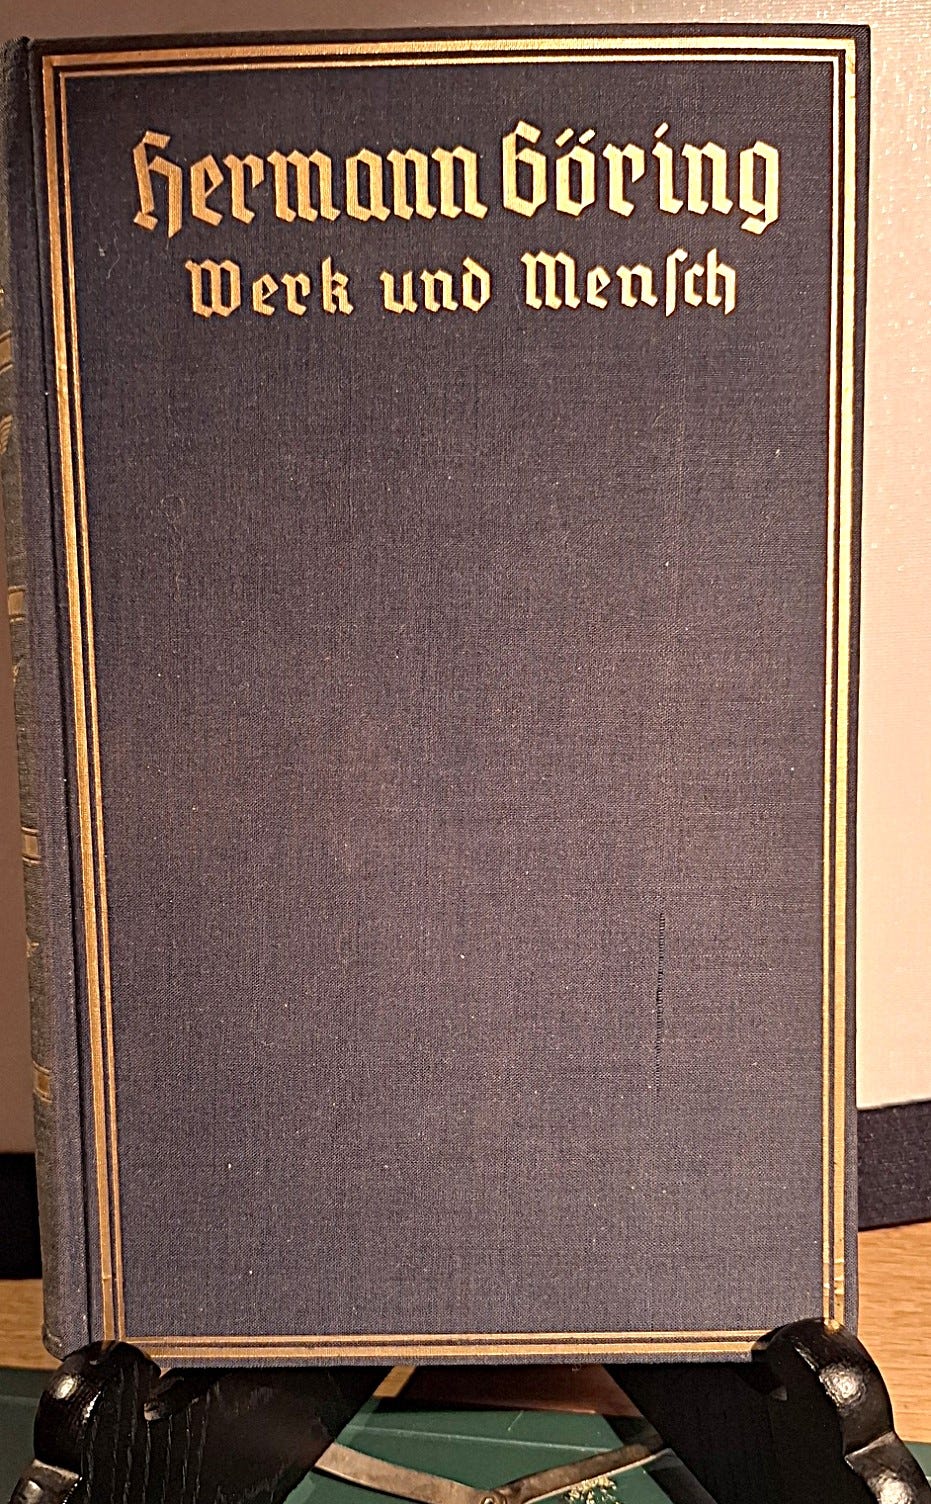 Hermann Göring
Werk und Menſch